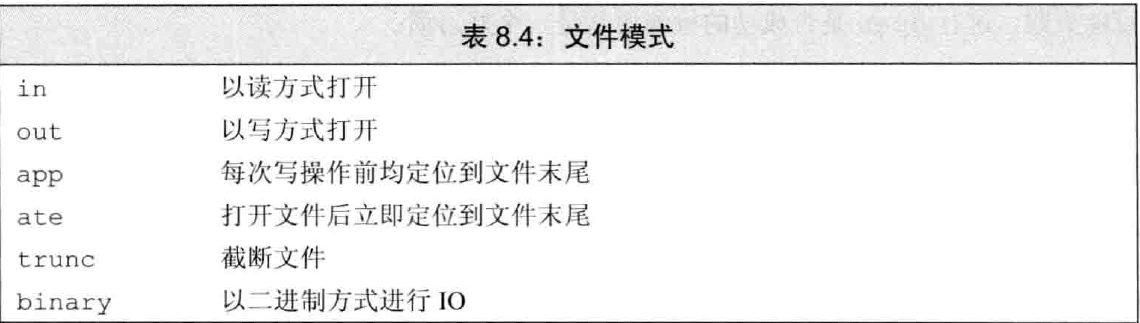 表 8.4：文件模式
in 以读方式打开
out 以写方式打开
app 每次写操作前均定位到文件末尾
ate 打开文件后立即定位到文件末尾
trunc 截断文件
binary 以二进制方式进行 IO